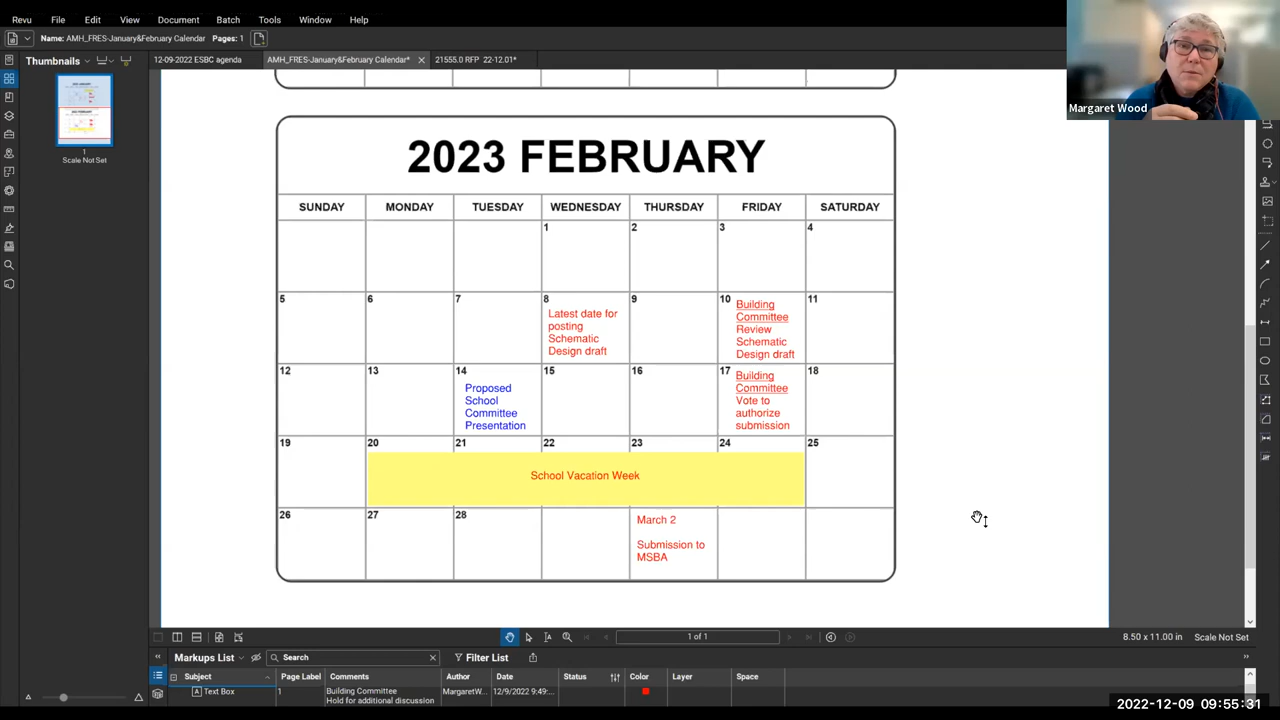 Revu File Edit View Document Batch Tools Window Help
Name: AMH_FRES-January&February Calendar Pages: 1
Thumbnails
12-09-2022 ESBC agenda
AMH_FRES-January&February Calendar*
21555.0 RFP 22-12.01*
Margaret Wood
1
Scale Not Set
2023 FEBRUARY
SUNDAY MONDAY TUESDAY WEDNESDAY THURSDAY FRIDAY SATURDAY
1 2 3 4
5 6 7 8 9 10 11
Latest date for
posting
Schematic
Design draft
Building
Committee
Review
Schematic
Design draft
12 13 14 15 16 17 18
Proposed
School
Committee
Presentation
Building
Committee
Vote to
authorize
submission
19 20 21 22 23 24 25
School Vacation Week
26 27 28
March 2
Submission to
MSBA
1 of 1
8.50 x 11.00 in Scale Not Set
Markups List Search Filter List
Subject Page Label Comments Author Date Status Color Layer Space
Text Box 1 Building Committee MargaretW... 12/9/2022 9:49:...
Hold for additional discussion
2022-12-09 09:55:31